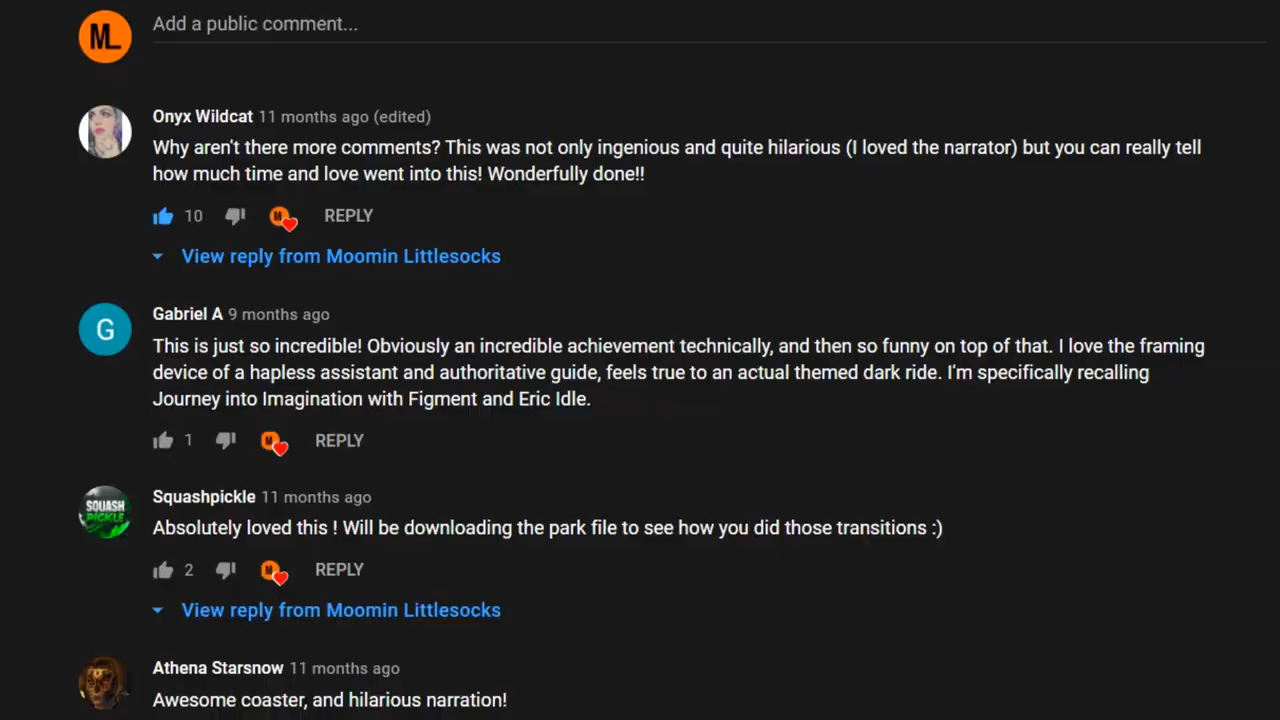 ML
Add a public comment...
Onyx Wildcat 11 months ago (edited)
Why aren't there more comments? This was not only ingenious and quite hilarious (I loved the narrator) but you can really tell
how much time and love went into this! Wonderfully done!!
10 REPLY
View reply from Moomin Littlesocks
G
Gabriel A 9 months ago
This is just so incredible! Obviously an incredible achievement technically, and then so funny on top of that. I love the framing
device of a hapless assistant and authoritative guide, feels true to an actual themed dark ride. I'm specifically recalling
Journey into Imagination with Figment and Eric Idle.
1 REPLY
SQUASH
PICKLE
Squashpickle 11 months ago
Absolutely loved this ! Will be downloading the park file to see how you did those transitions :)
2 REPLY
View reply from Moomin Littlesocks
Athena Starsnow 11 months ago
Awesome coaster, and hilarious narration!